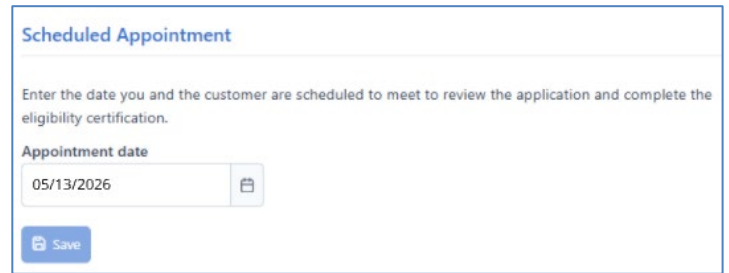 Scheduled Appointment
Enter the date you and the customer are scheduled to meet to review the application and complete the
eligibility certification.
Appointment date
05/13/2026
Save